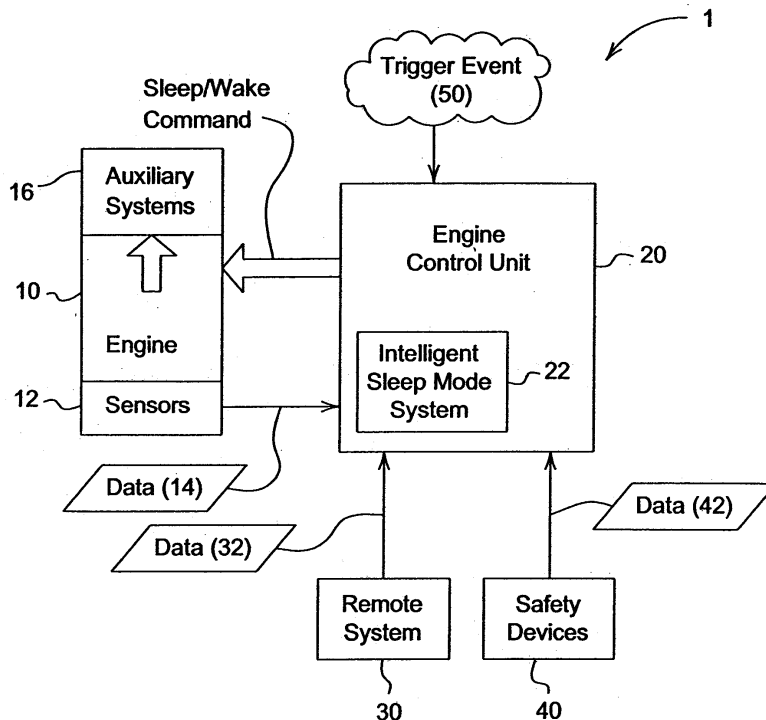 1
Trigger Event
(50)
Sleep/Wake
Command
16
Auxiliary
Systems
Engine
Control Unit
20
10
Engine
Intelligent
Sleep Mode
System
22
12
Sensors
Data (14)
Data (32)
Data (42)
Remote
System
Safety
Devices
30
40